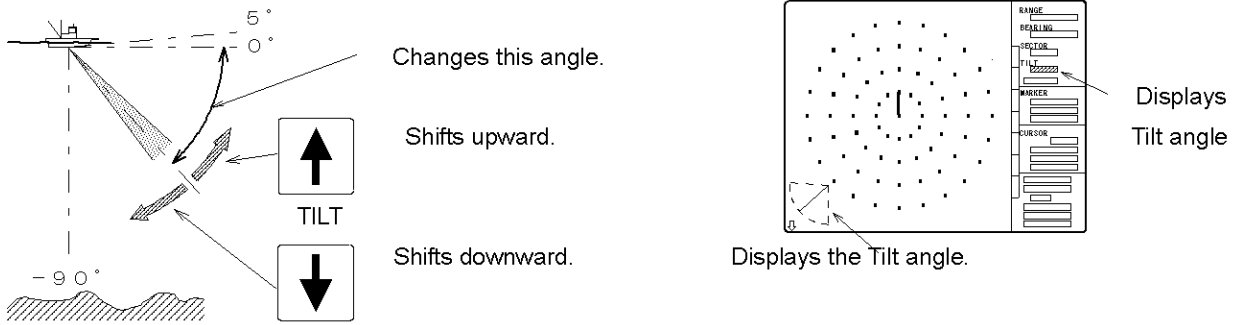 5°
0°
Changes this angle.
Shifts upward.
TILT
Shifts downward.
-90°
RANGE
BEARING
SECTOR
TILT
MARKER
CURSOR
Displays
Tilt angle
Displays the Tilt angle.